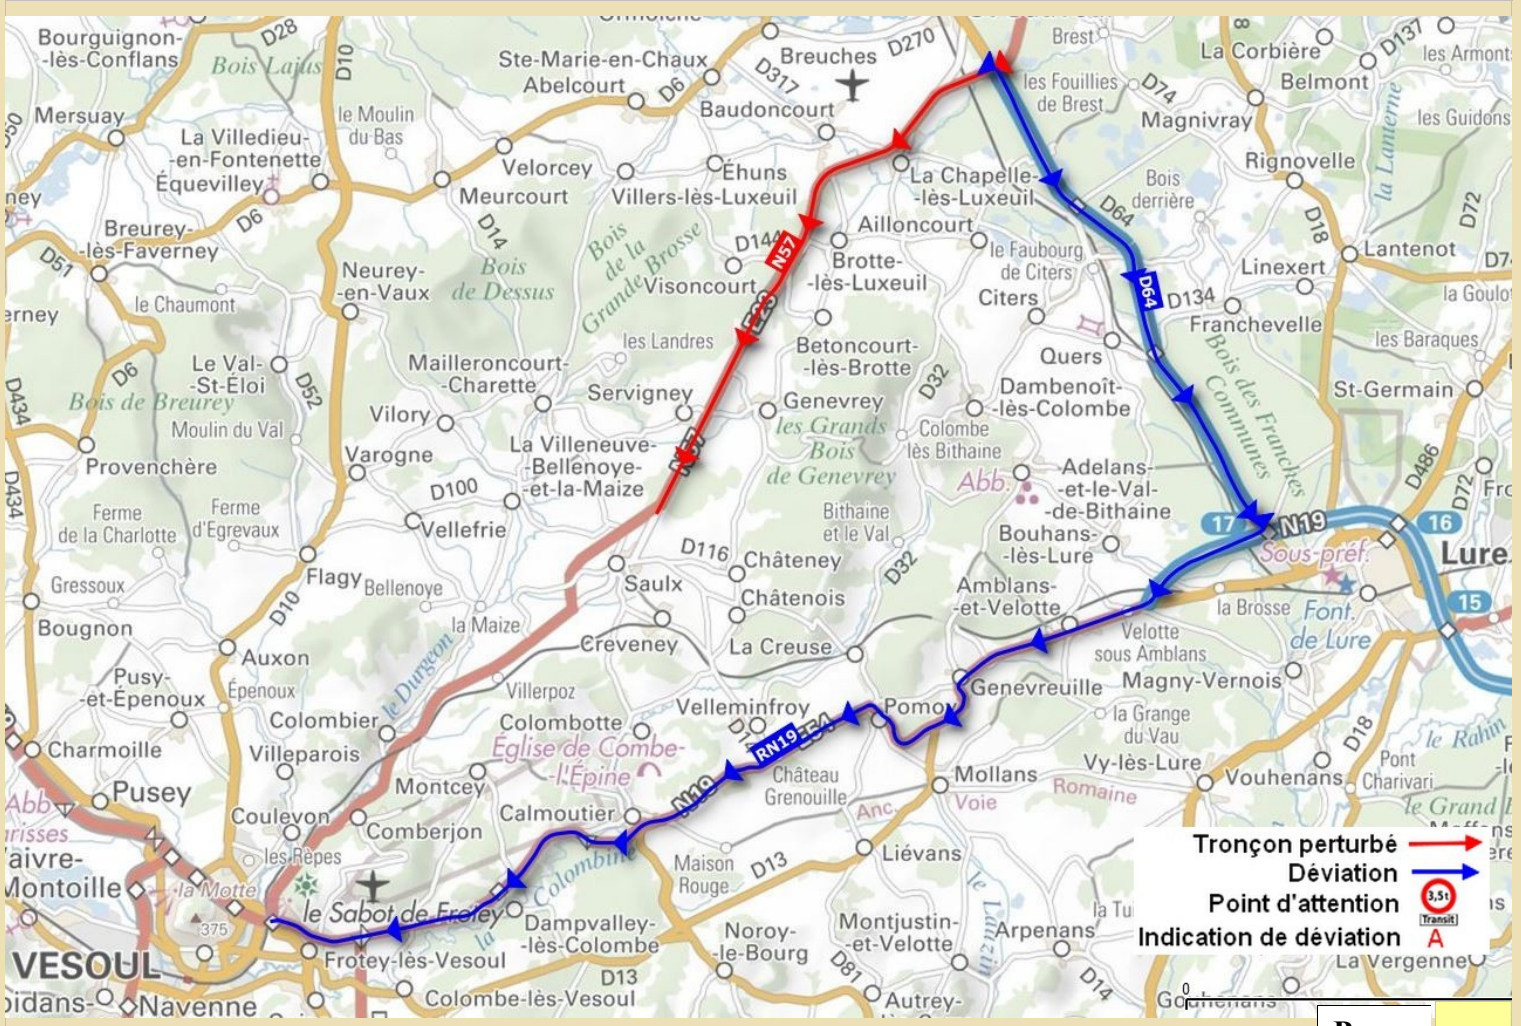 Bourguignon-
-lès-Conflans
D28
D10
Bois Lajus
Ste-Marie-en-Chaux
Abelcourt
D6
D317
Breuches
D270
Brest
les Fouillies
de Brest
D74
Magnivray
La Corbière
Belmont
D137
les Armont
Mersuay
le Moulin
du Bas
Baudoncourt
La Villedieu-
-en-Fontenette
Équevilley
Velorcey
Meurcourt
Éhuns
Villers-lès-Luxeuil
La Chapelle-
-lès-Luxeuil
Bois
derrière
Rignovelle
la Lanterne
les Guidons
ney
D6
Breurey-
-lès-Faverney
D51
D14
Bois
de la
Grande Brosse
D144
N57
Ailloncourt
D64
D18
D72
Lantenot
le Faubourg
de Citers
Bois
de Dessus
Neurey-
-en-Vaux
le Chaumont
Visoncourt
Brotte-
-lès-Luxeuil
Citers
D64
D134
Linexert
la Goulot
E23
Franchevelle
erney
les Landres
Betoncourt-
-lès-Brotte
Quers
les Baraques
Le Val-
-St-Éloi
D6
D52
Mailleroncourt-
-Charette
Servigney
D32
Dambenoît-
-lès-Colombe
Bois des Franches
Communes
St-Germain
D434
Bois de Breurey
Moulin du Val
Vilory
Genevrey
les Grands
Bois
de Genevrey
Colombe
lès Bithaine
N57
La Villeneuve-
-Bellenoye-
-et-la-Maize
Varogne
Provenchère
D100
Abb.
Adelans-
-et-le-Val-
-de-Bithaine
D486
D72
D434
Ferme
de la Charlotte
Ferme
d'Egrevaux
Vellefrie
Bithaine
et le Val
Bouhans-
-lès-Lure
17
N19
16
Sous-préf.
Lure
D116
Châteney
D32
Flagy
Bellenoye
Saulx
Châtenois
Amblans-
-et-Velotte
la Brosse
Font.
de Lure
15
Gressoux
Bougnon
D10
la Maize
Creveney
La Creuse
Velotte
sous Amblans
Auxon
le Durgeon
Pusy-
-et-Épenoux
Épenoux
Villerpoz
Genevreuille
Magny-Vernois
Velleminfroy
la Grange
du Vau
Colombier
Colombotte
RN19
D18
le Rahin
Charmoille
Villeparois
Église de Combe-
-l'Épine
Château
Grenouille
Vy-lès-Lure
Pont
Charivari
Vouhenans
Mollans
Montcey
N19
Pusey
Abb
Calmoutier
Anc.
Voie
Romaine
le Grand
Coulevon
Comberjon
les Rèpes
Maison
Rouge
D13
Liévans
Vaivre-
Montoille
la Motte
Colombine
375
le Sabot de Frotey
Dampvalley-
-lès-Colombe
la
Montjustin-
-et-Velotte
le Lauzin
Arpenans
Noroy-
-le-Bourg
VESOUL
Frotey-lès-Vesoul
D13
D81
D14
Navenne
Colombe-lès-Vesoul
Autrey-
La Vergenne
Tronçon perturbé
Déviation
Point d'attention
3,5t
Transit
Indication de déviation
A
0